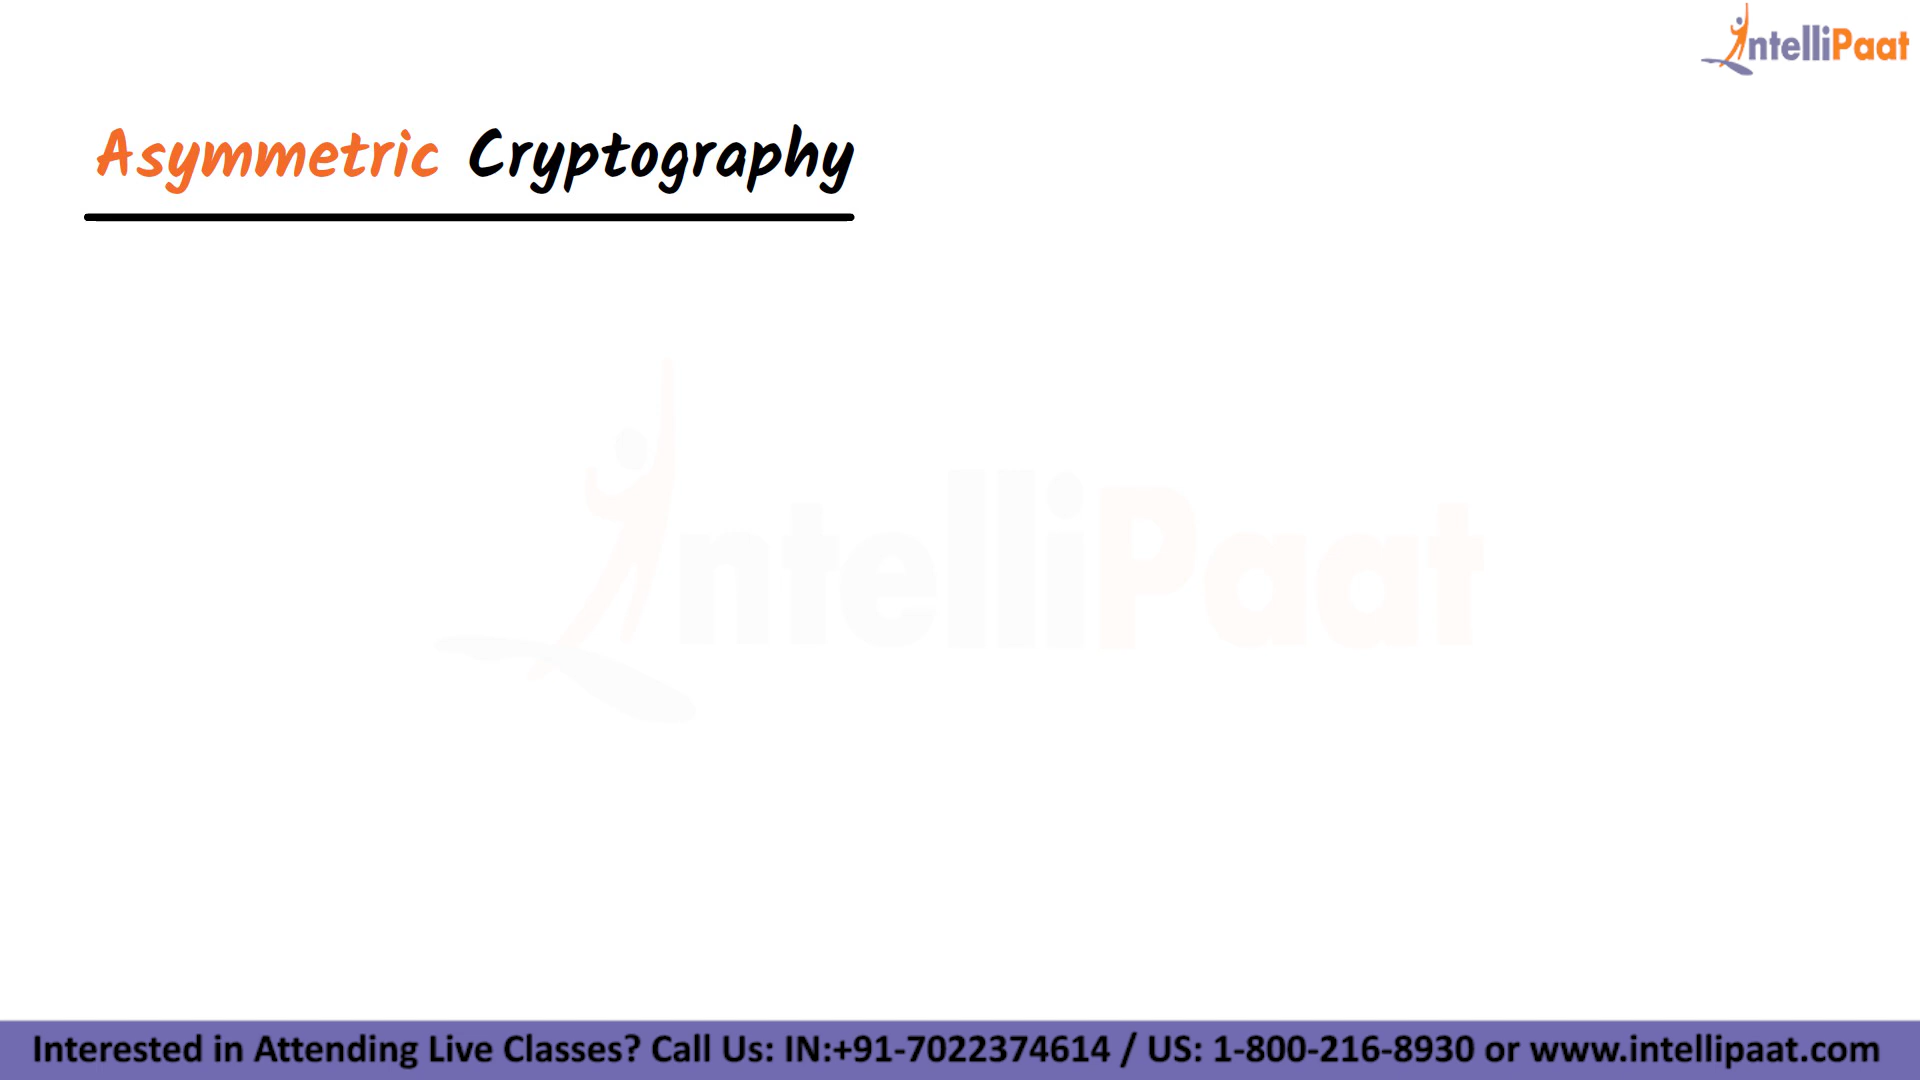 IntelliPaat
Asymmetric Cryptography
IntelliPaat
Interested in Attending Live Classes? Call Us: IN:+91-7022374614 / US: 1-800-216-8930 or www.intellipaat.com